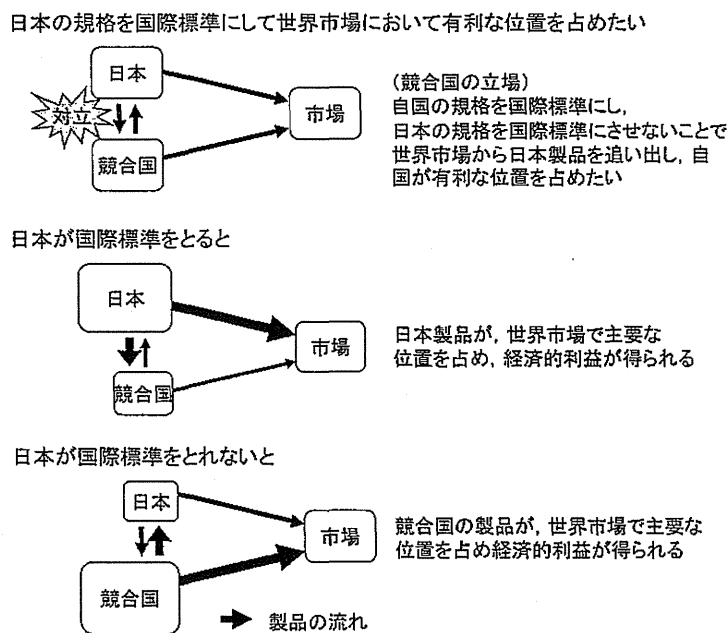 日本の規格を国際標準にして世界市場において有利な位置を占めたい
日本
対立
競合国
市場
(競合国の立場)
自国の規格を国際標準にし,
日本の規格を国際標準にさせないことで
世界市場から日本製品を追い出し, 自
国が有利な位置を占めたい
日本が国際標準をとると
日本
競合国
市場
日本製品が, 世界市場で主要な
位置を占め, 経済的利益が得られる
日本が国際標準をとれないと
日本
競合国
市場
競合国の製品が, 世界市場で主要な
位置を占め経済的利益が得られる
製品の流れ